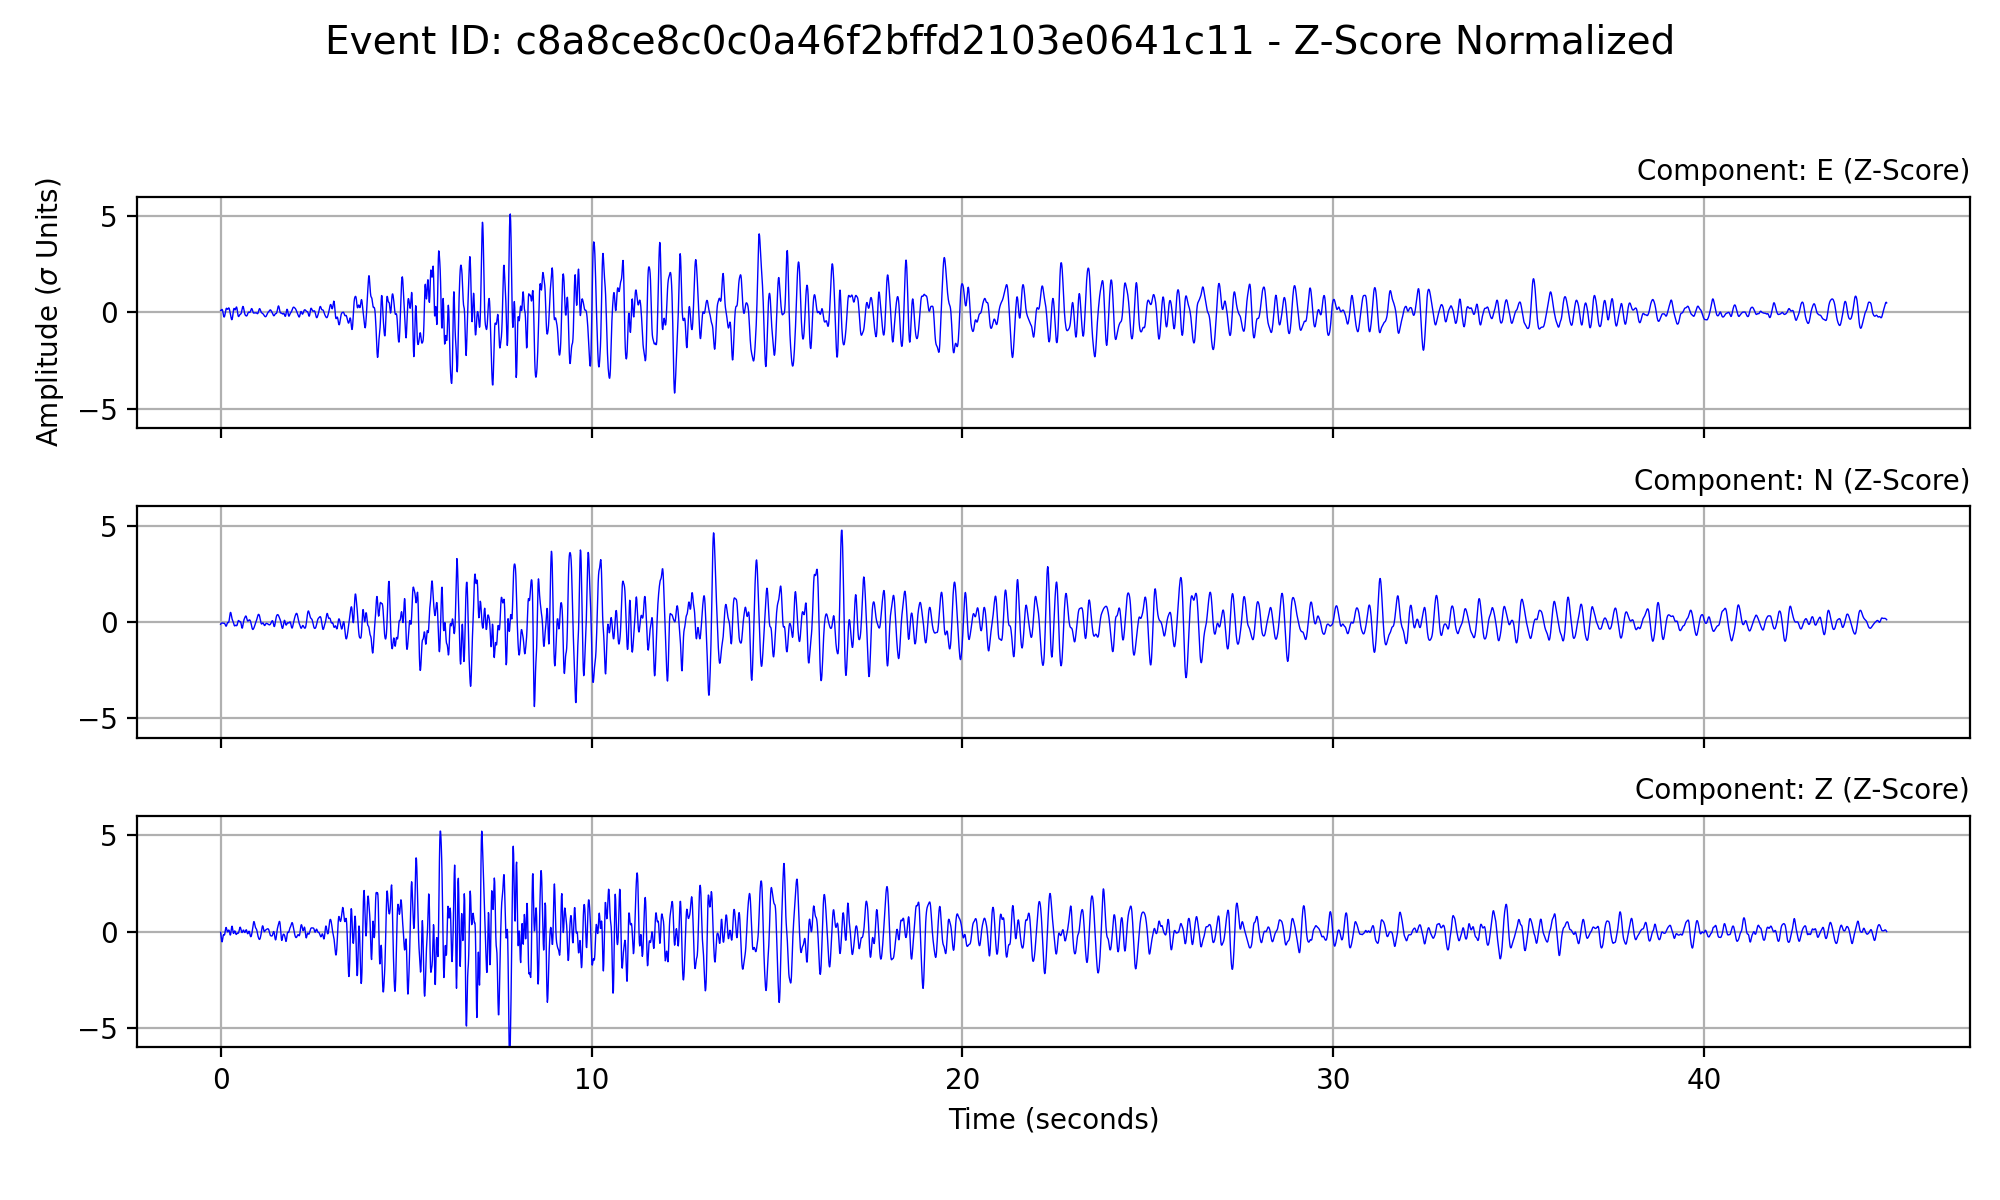 Event ID: c8a8ce8c0c0a46f2bffd2103e0641c11 - Z-Score Normalized
Component: E (Z-Score)
Amplitude (σ Units)
5
0
−5
Component: N (Z-Score)
5
0
−5
Component: Z (Z-Score)
5
0
−5
0 10 20 30 40
Time (seconds)